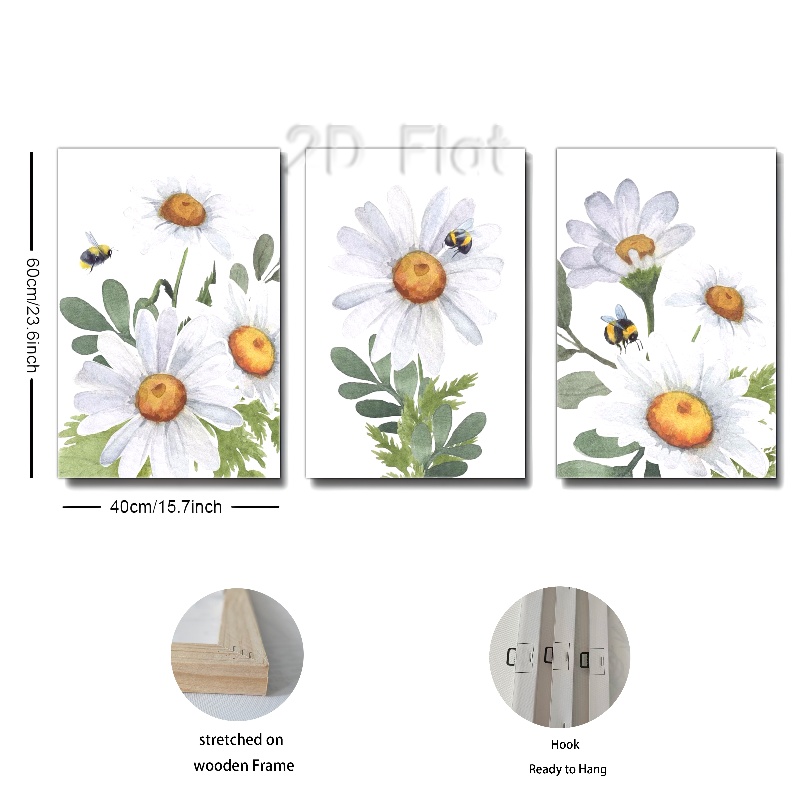 2D Flat
60cm/23.6inch
40cm/15.7inch
stretched on
wooden Frame
Hook
Ready to Hang